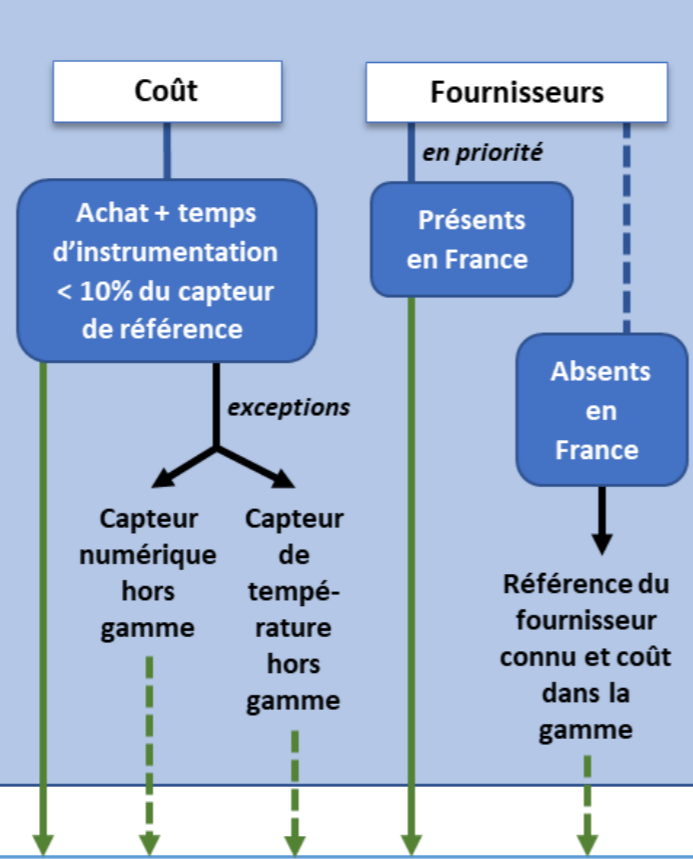 Coût
Achat + temps
d’instrumentation
< 10% du capteur
de référence
exceptions
Capteur
numérique
hors
gamme
Capteur
de
tempé-
rature
hors
gamme
Fournisseurs
en priorité
Présents
en France
Absents
en
France
Référence du
fournisseur
connu et coût
dans la
gamme